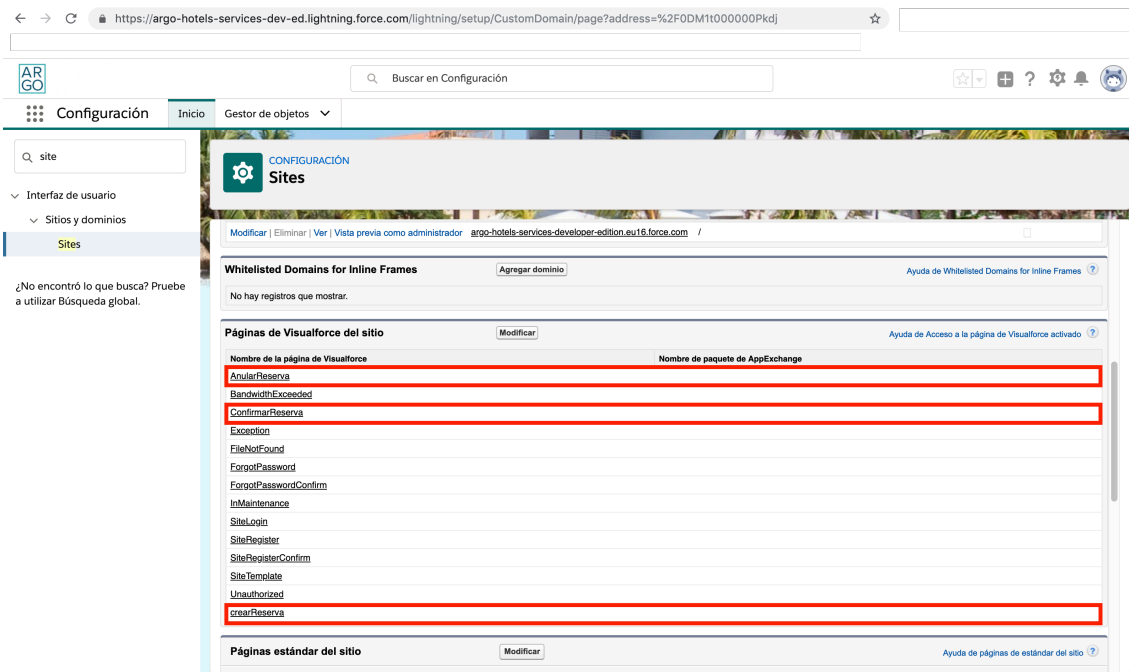 https://argo-hotels-services-dev-ed.lightning.force.com/lightning/setup/CustomDomain/page?address=%2F0DM1t000000Pkdj
AR
GO
Buscar en Configuración
Configuración Inicio Gestor de objetos
site
CONFIGURACIÓN
Sites
Interfaz de usuario
Sitios y dominios
Sites
¿No encontró lo que busca? Pruebe
a utilizar Búsqueda global.
Modificar | Eliminar | Ver | Vista previa como administrador argo-hotels-services-developer-edition.eu16.force.com /
Whitelisted Domains for Inline Frames Agregar dominio Ayuda de Whitelisted Domains for Inline Frames ?
No hay registros que mostrar.
Páginas de Visualforce del sitio Modificar Ayuda de Acceso a la página de Visualforce activado ?
Nombre de la página de Visualforce Nombre de paquete de AppExchange
AnularReserva
BandwidthExceeded
ConfirmarReserva
Exception
FileNotFound
ForgotPassword
ForgotPasswordConfirm
InMaintenance
SiteLogin
SiteRegister
SiteRegisterConfirm
SiteTemplate
Unauthorized
crearReserva
Páginas estándar del sitio Modificar Ayuda de páginas de estándar del sitio ?